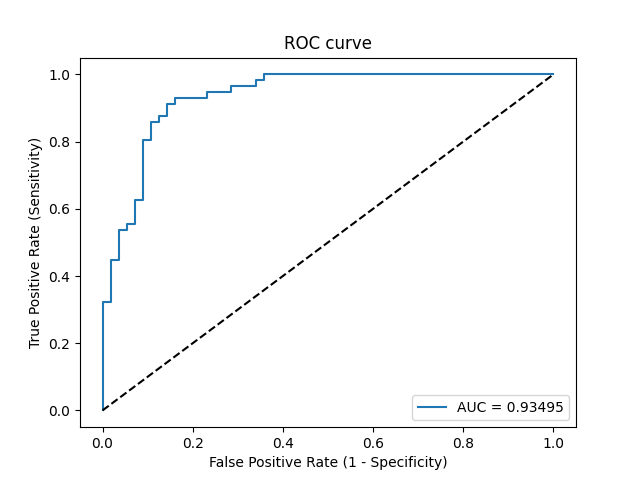 ROC curve
True Positive Rate (Sensitivity)
1.0
0.8
0.6
0.4
0.2
0.0
AUC = 0.93495
0.0 0.2 0.4 0.6 0.8 1.0
False Positive Rate (1 - Specificity)